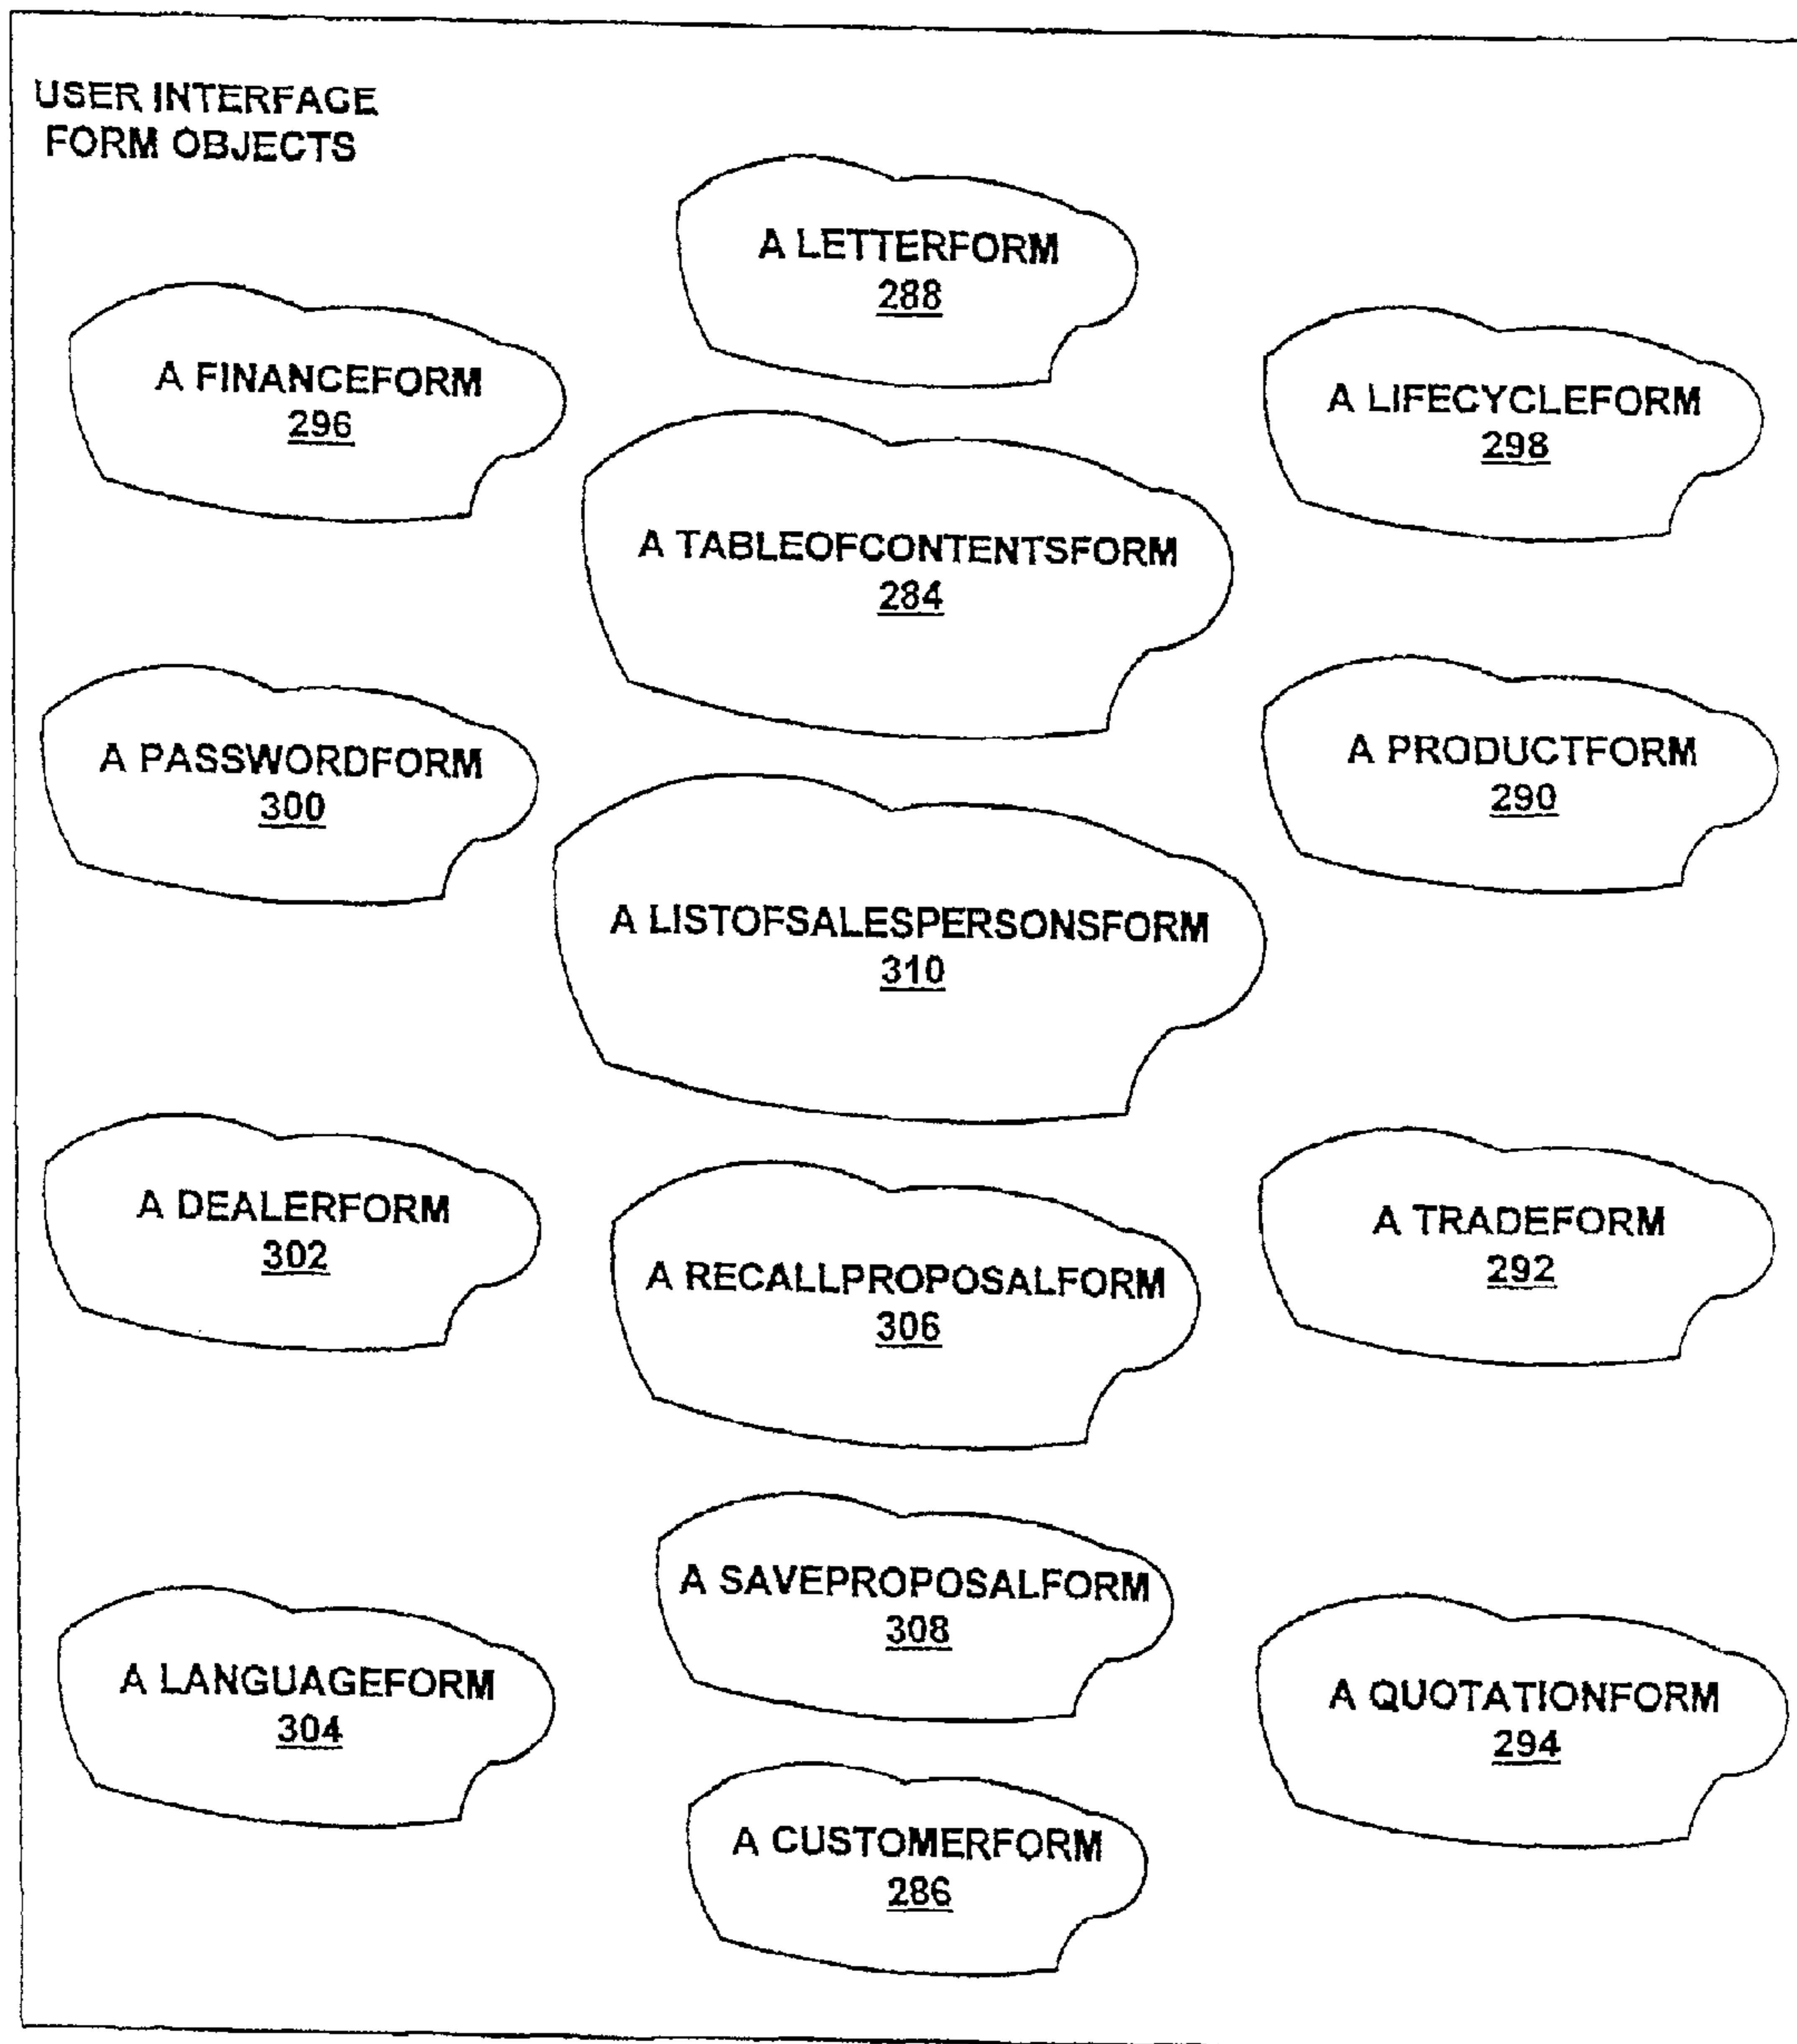 USER INTERFACE
FORM OBJECTS
A LETTERFORM
288
A FINANCEFORM
296
A LIFECYCLEFORM
298
A TABLEOFCONTENTSFORM
284
A PASSWORDFORM
300
A PRODUCTFORM
290
A LISTOFSALESPERSONSFORM
310
A DEALERFORM
302
A RECALLPROPOSALFORM
306
A TRADEFORM
292
A SAVEPROPOSALFORM
308
A LANGUAGEFORM
304
A QUOTATIONFORM
294
A CUSTOMERFORM
286